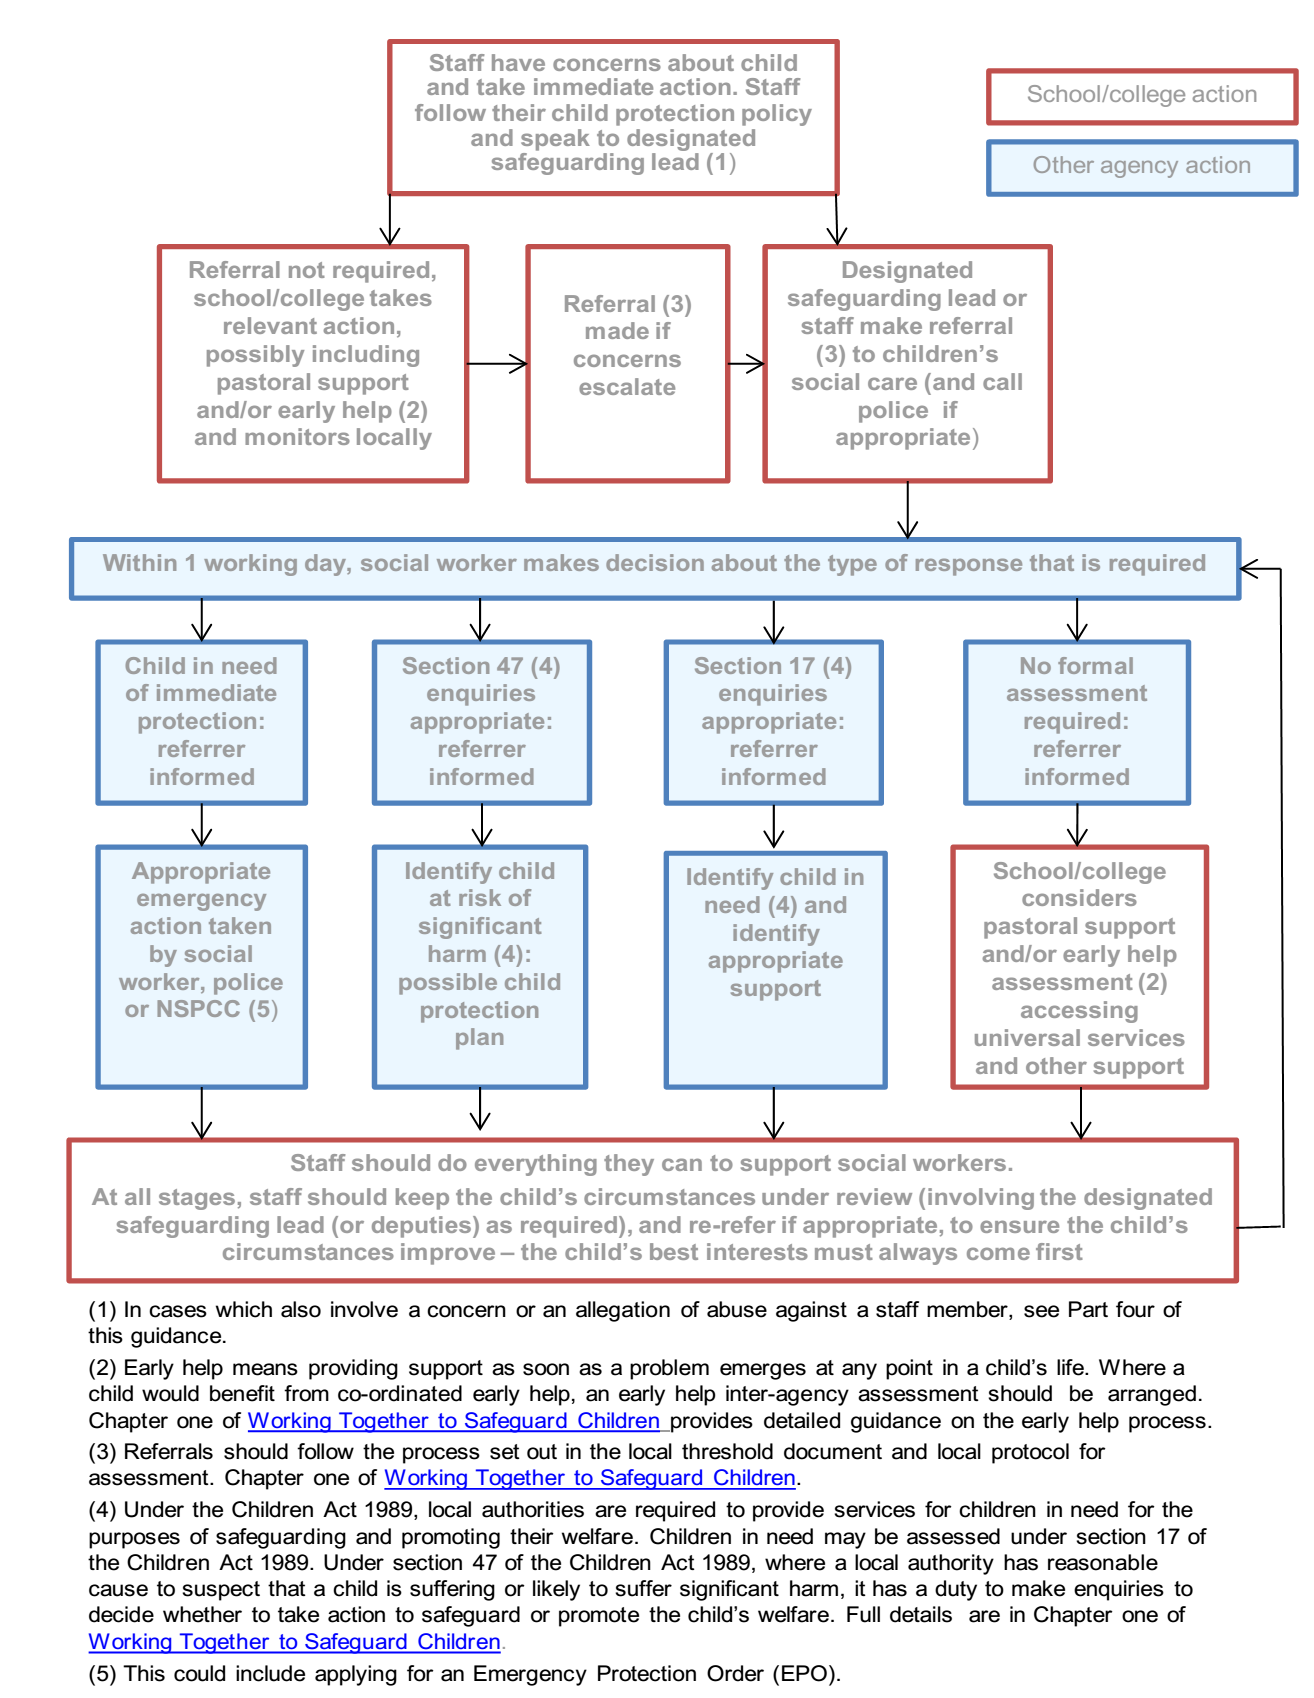 Staff have concerns about child
and take immediate action. Staff
follow their child protection policy
and speak to designated
safeguarding lead (1)
School/college action
Other agency action
Referral not required,
school/college takes
relevant action,
possibly including
pastoral support
and/or early help (2)
and monitors locally
Referral (3)
made if
concerns
escalate
Designated
safeguarding lead or
staff make referral
(3) to children’s
social care (and call
police if
appropriate)
Within 1 working day, social worker makes decision about the type of response that is required
Child in need
of immediate
protection:
referrer
informed
Section 47 (4)
enquiries
appropriate:
referrer
informed
Section 17 (4)
enquiries
appropriate:
referrer
informed
No formal
assessment
required:
referrer
informed
Appropriate
emergency
action taken
by social
worker, police
or NSPCC (5)
Identify child
at risk of
significant
harm (4):
possible child
protection
plan
Identify child in
need (4) and
identify
appropriate
support
School/college
considers
pastoral support
and/or early help
assessment (2)
accessing
universal services
and other support
Staff should do everything they can to support social workers.
At all stages, staff should keep the child’s circumstances under review (involving the designated
safeguarding lead (or deputies) as required), and re-refer if appropriate, to ensure the child’s
circumstances improve – the child’s best interests must always come first
(1) In cases which also involve a concern or an allegation of abuse against a staff member, see Part four of
this guidance.
(2) Early help means providing support as soon as a problem emerges at any point in a child’s life. Where a
child would benefit from co-ordinated early help, an early help inter-agency assessment should be arranged.
Chapter one of Working Together to Safeguard Children provides detailed guidance on the early help process.
(3) Referrals should follow the process set out in the local threshold document and local protocol for
assessment. Chapter one of Working Together to Safeguard Children.
(4) Under the Children Act 1989, local authorities are required to provide services for children in need for the
purposes of safeguarding and promoting their welfare. Children in need may be assessed under section 17 of
the Children Act 1989. Under section 47 of the Children Act 1989, where a local authority has reasonable
cause to suspect that a child is suffering or likely to suffer significant harm, it has a duty to make enquiries to
decide whether to take action to safeguard or promote the child’s welfare. Full details are in Chapter one of
Working Together to Safeguard Children.
(5) This could include applying for an Emergency Protection Order (EPO).